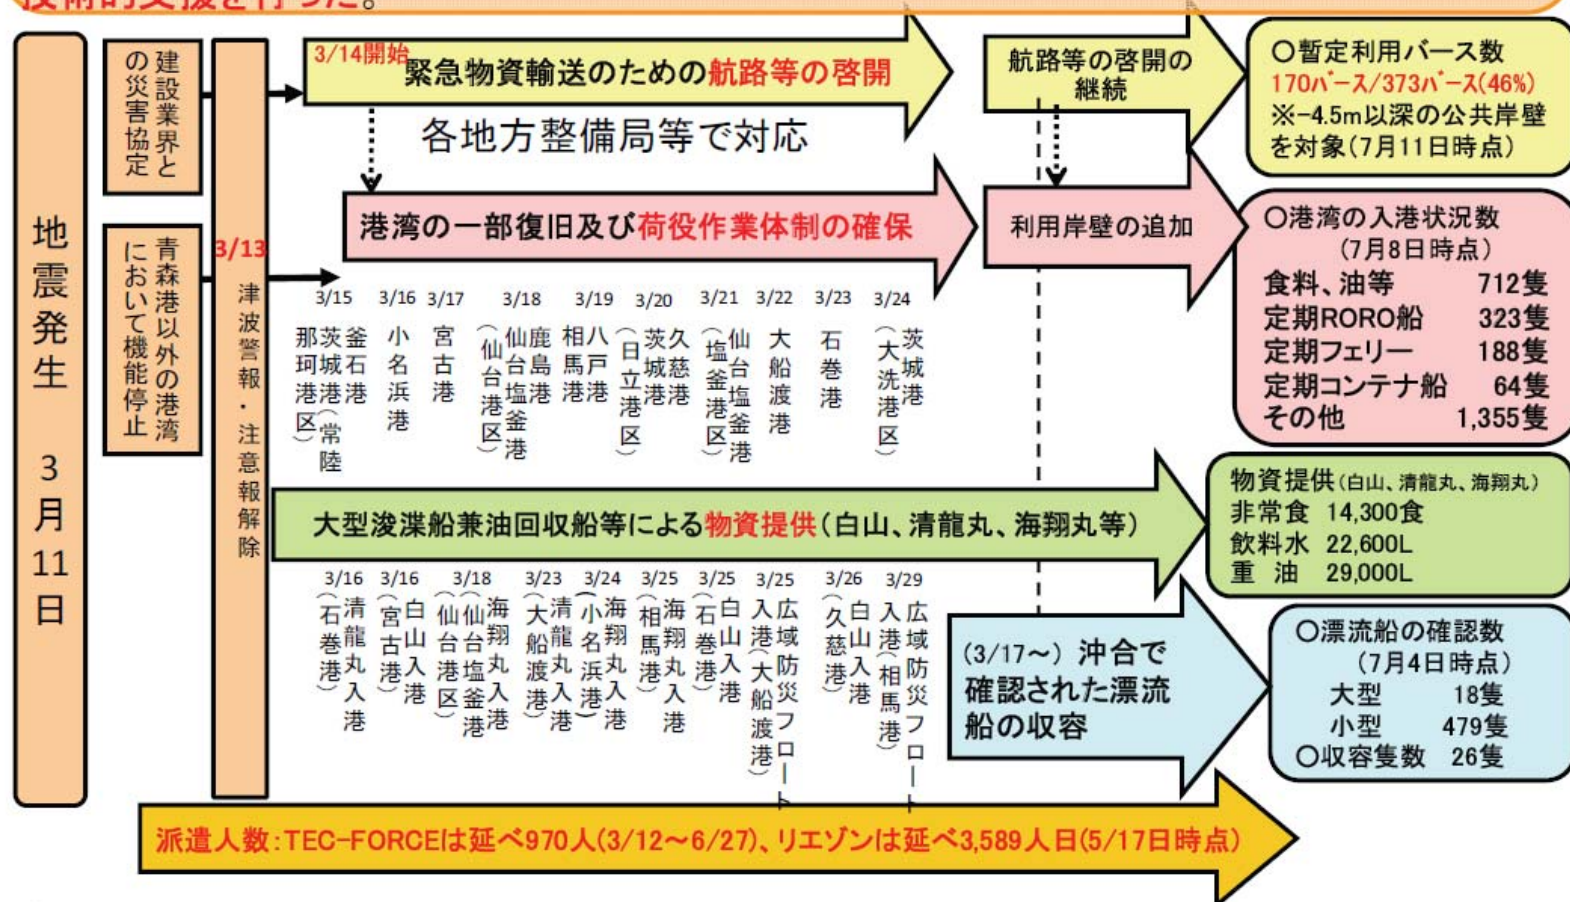 技術的支援を行った。
地震発生　3月11日
建設業界と
の災害協定
青森港以外の港湾
において機能停止
3/13
津波警報・注意報解除
3/14開始
緊急物資輸送のための航路等の啓開
各地方整備局等で対応
航路等の啓開の
継続
〇暫定利用バース数
170バース/373バース(46%)
※-4.5m以深の公共岸壁
を対象(7月11日時点)
港湾の一部復旧及び荷役作業体制の確保
利用岸壁の追加
〇港湾の入港状況数
(7月8日時点)
食料、油等 712隻
定期RORO船 323隻
定期フェリー 188隻
定期コンテナ船 64隻
その他 1,355隻
3/15
釜石港
茨城港(常陸
那珂港区)
3/16
小名浜港
3/17
宮古港
3/18
鹿島港
仙台塩釜港
(仙台港区)
3/19
八戸港
相馬港
3/20
久慈港
茨城港
(日立港区)
3/21
仙台塩釜港
(塩釜港区)
3/22
大船渡港
3/23
石巻港
3/24
茨城港
(大洗港区)
大型浚渫船兼油回収船等による物資提供(白山、清龍丸、海翔丸等)
物資提供(白山、清龍丸、海翔丸)
非常食 14,300食
飲料水 22,600L
重 油 29,000L
3/16
清龍丸入港
(石巻港)
3/16
白山入港
(宮古港)
3/18
海翔丸入港
(仙台塩釜港
(仙台港区)
3/23
清龍丸入港
(大船渡港)
3/24
海翔丸入港
(小名浜港)
3/25
海翔丸入港
(相馬港)
3/25
白山入港
(石巻港)
3/25
広域防災フロート
入港(大船渡港)
3/26
白山入港
(久慈港)
3/29
広域防災フロート
入港(相馬港)
(3/17～) 沖合で
確認された漂流
船の収容
〇漂流船の確認数
(7月4日時点)
大型 18隻
小型 479隻
〇収容隻数 26隻
派遣人数:TEC-FORCEは延べ970人(3/12～6/27)、リエゾンは延べ3,589人日(5/17日時点)